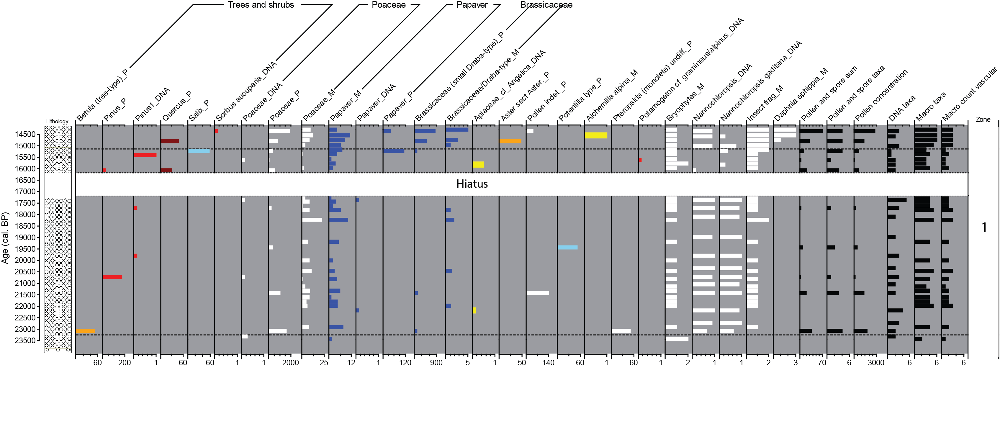 Trees and shrubs Poaceae Papaver Brassicaceae
Betula (tree-type)_P
Pinus_P
Pinus1_DNA
Quercus_P
Salix_P
Sorbus aucuparia_DNA
Poaceae_DNA
Poaceae_P
Poaceae_M
Papaver_M
Papaver_DNA
Papaver_P
Brassicaceae (small Draba-type)_P
Brassicaceae/Draba-type_M
Apiaceae_cf_Angelica_DNA
Aster sect Aster._P
Pollen indet._P
Potentilla type_P
Alchemilla alpina_M
Pteropsida (monolete) undiff._P
Potamogeton cf. gramineus/alpinus_DNA
Bryophytes_M
Nannochloropsis_DNA
Nannochloropsis gaditana_DNA
Insect frag_M
Daphnia ephippia_M
Pollen and spore sum
Pollen and spore taxa
Pollen concentration
DNA taxa
Macro taxa
Macro count vascular
Lithology
Zone
14500
15000
15500
16000
16500
17000
17500
18000
18500
19000
19500
20000
20500
21000
21500
22000
22500
23000
23500
Age (cal. BP)
Hiatus
1
60 200 1 60 60 1 1 2000 25 12 1 120 900 5 1 50 140 60 1 60 1 2 1 1 2 3 70 6 3000 6 6 6